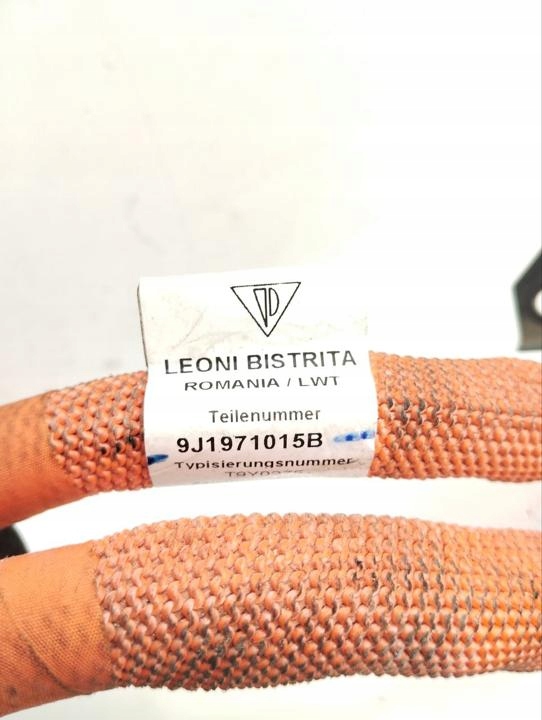 LEONI BISTRITA
ROMANIA / LWT
Teilenummer
9J1971015B
Typisierungsnummer